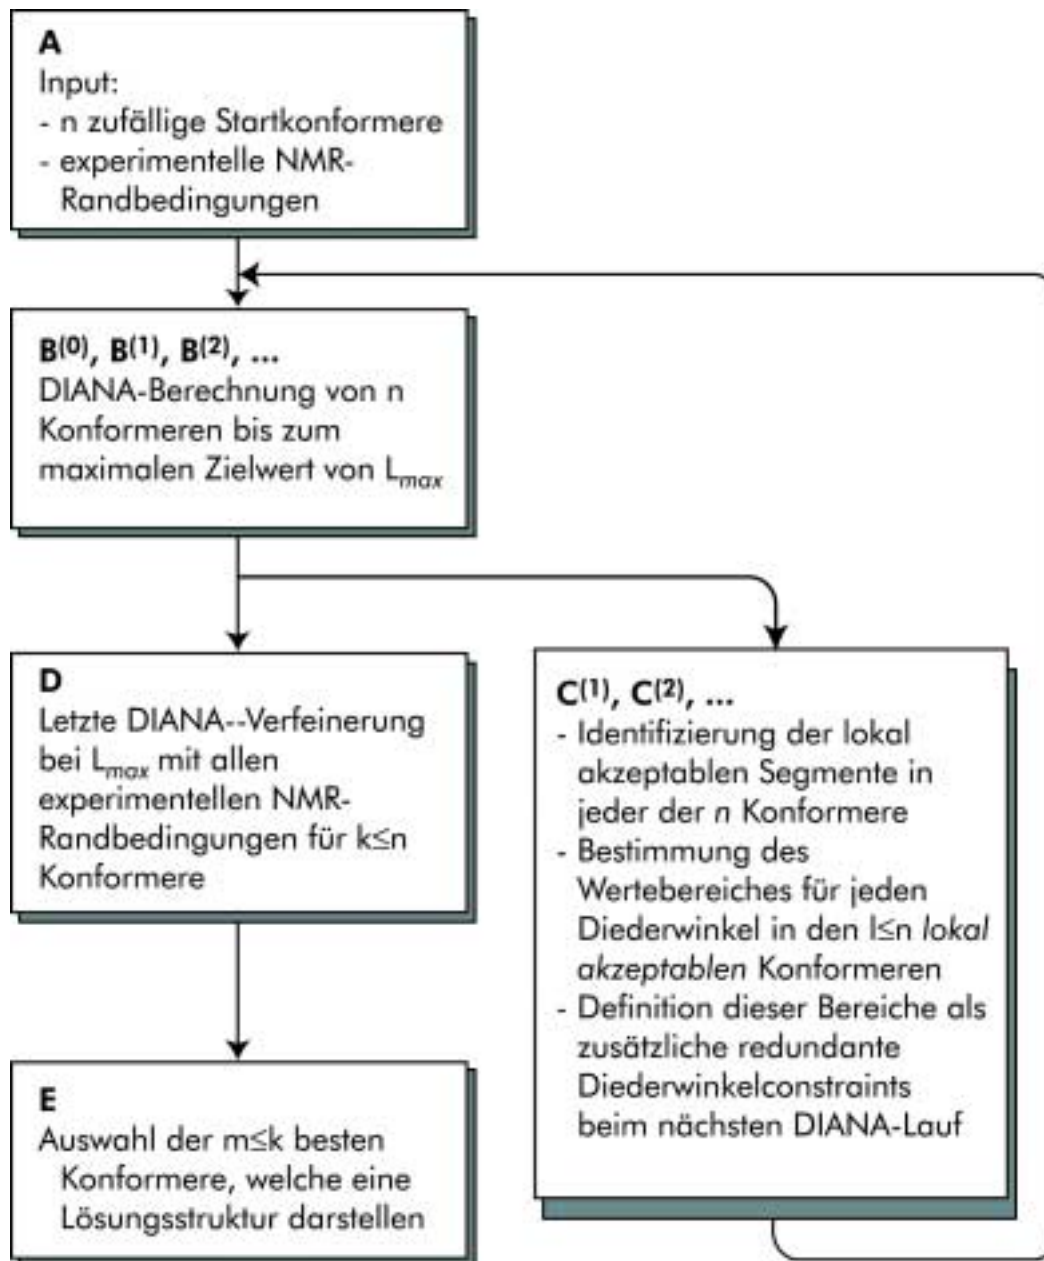 A
Input:
- n zufällige Startkonformere
- experimentelle NMR-
Randbedingungen
B(0), B(1), B(2), ...
DIANA-Berechnung von n
Konformeren bis zum
maximalen Zielwert von Lmax
D
Letzte DIANA--Verfeinerung
bei Lmax mit allen
experimentellen NMR-
Randbedingungen für k≤n
Konformere
E
Auswahl der m≤k besten
Konformere, welche eine
Lösungsstruktur darstellen
C(1), C(2), ...
- Identifizierung der lokal
akzeptablen Segmente in
jeder der n Konformere
- Bestimmung des
Wertebereiches für jeden
Diederwinkel in den l≤n lokal
akzeptablen Konformeren
- Definition dieser Bereiche als
zusätzliche redundante
Diederwinkelconstraints
beim nächsten DIANA-Lauf